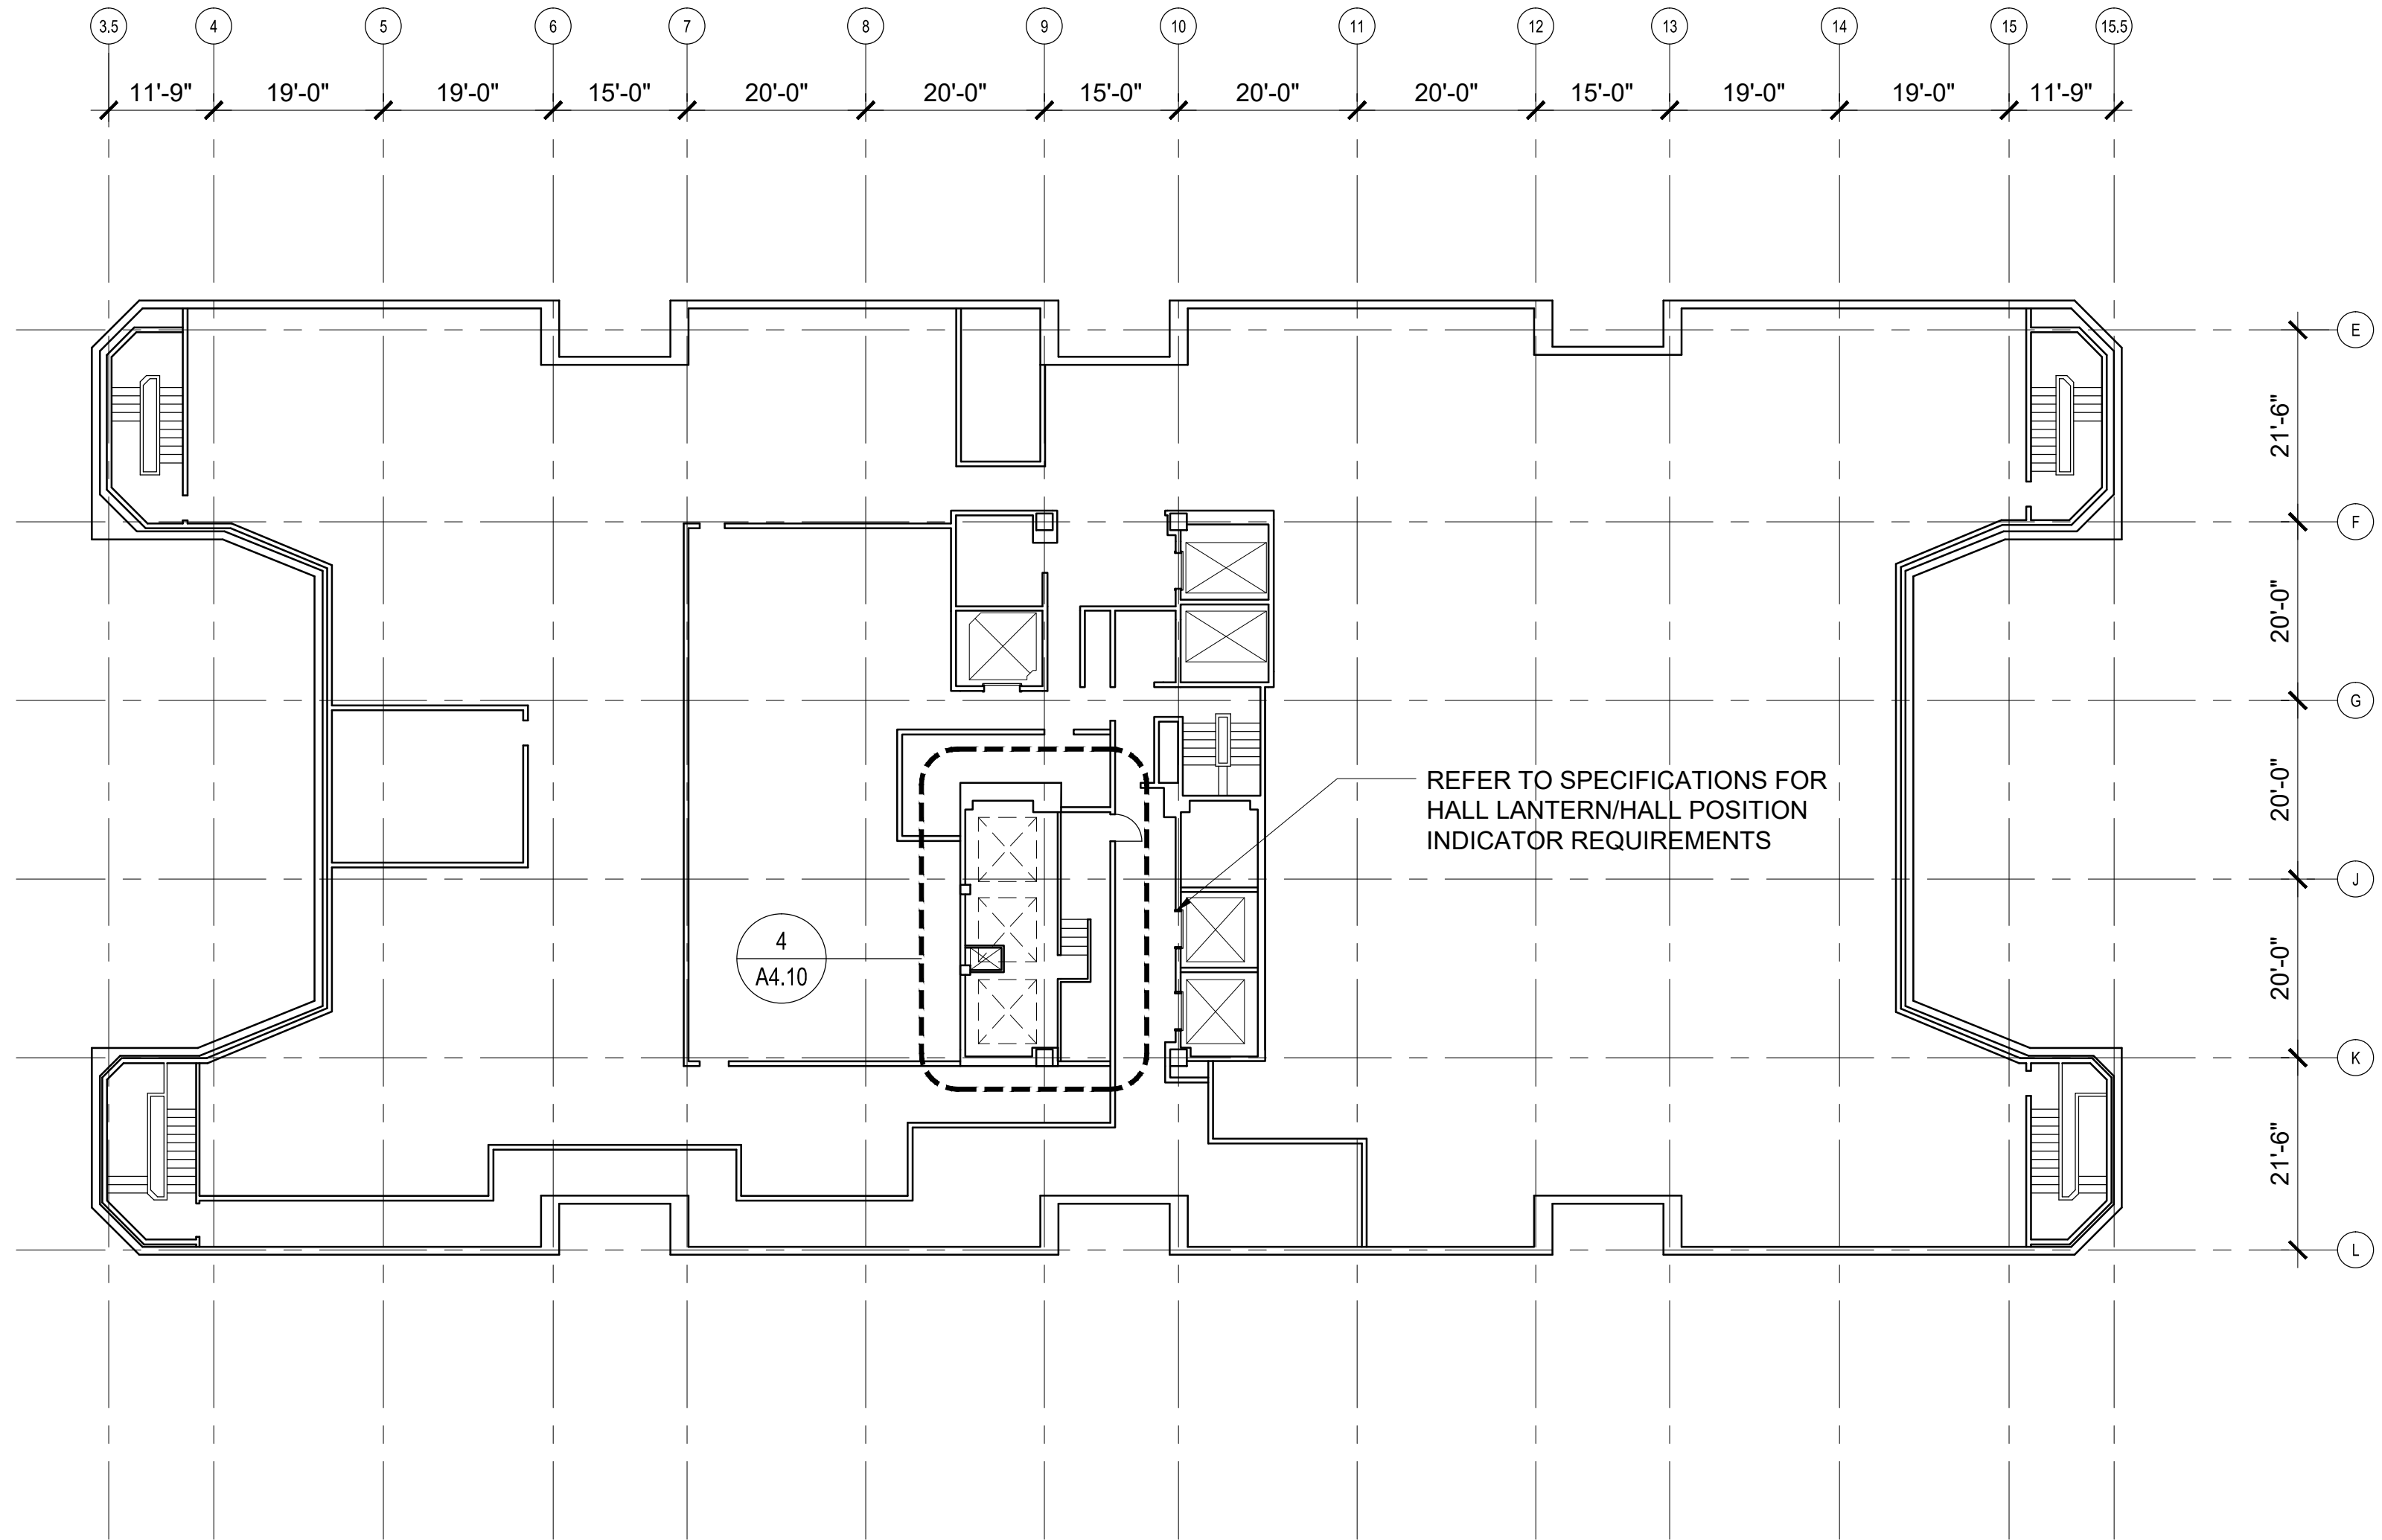 3.5 4 5 6 7 8 9 10 11 12 13 14 15 15.5
11'-9" 19'-0" 19'-0" 15'-0" 20'-0" 20'-0" 15'-0" 20'-0" 20'-0" 15'-0" 19'-0" 19'-0" 11'-9"
E
21'-6"
F
20'-0"
G
20'-0"
REFER TO SPECIFICATIONS FOR
HALL LANTERN/HALL POSITION
INDICATOR REQUIREMENTS
J
4
A4.10
20'-0"
K
21'-6"
L